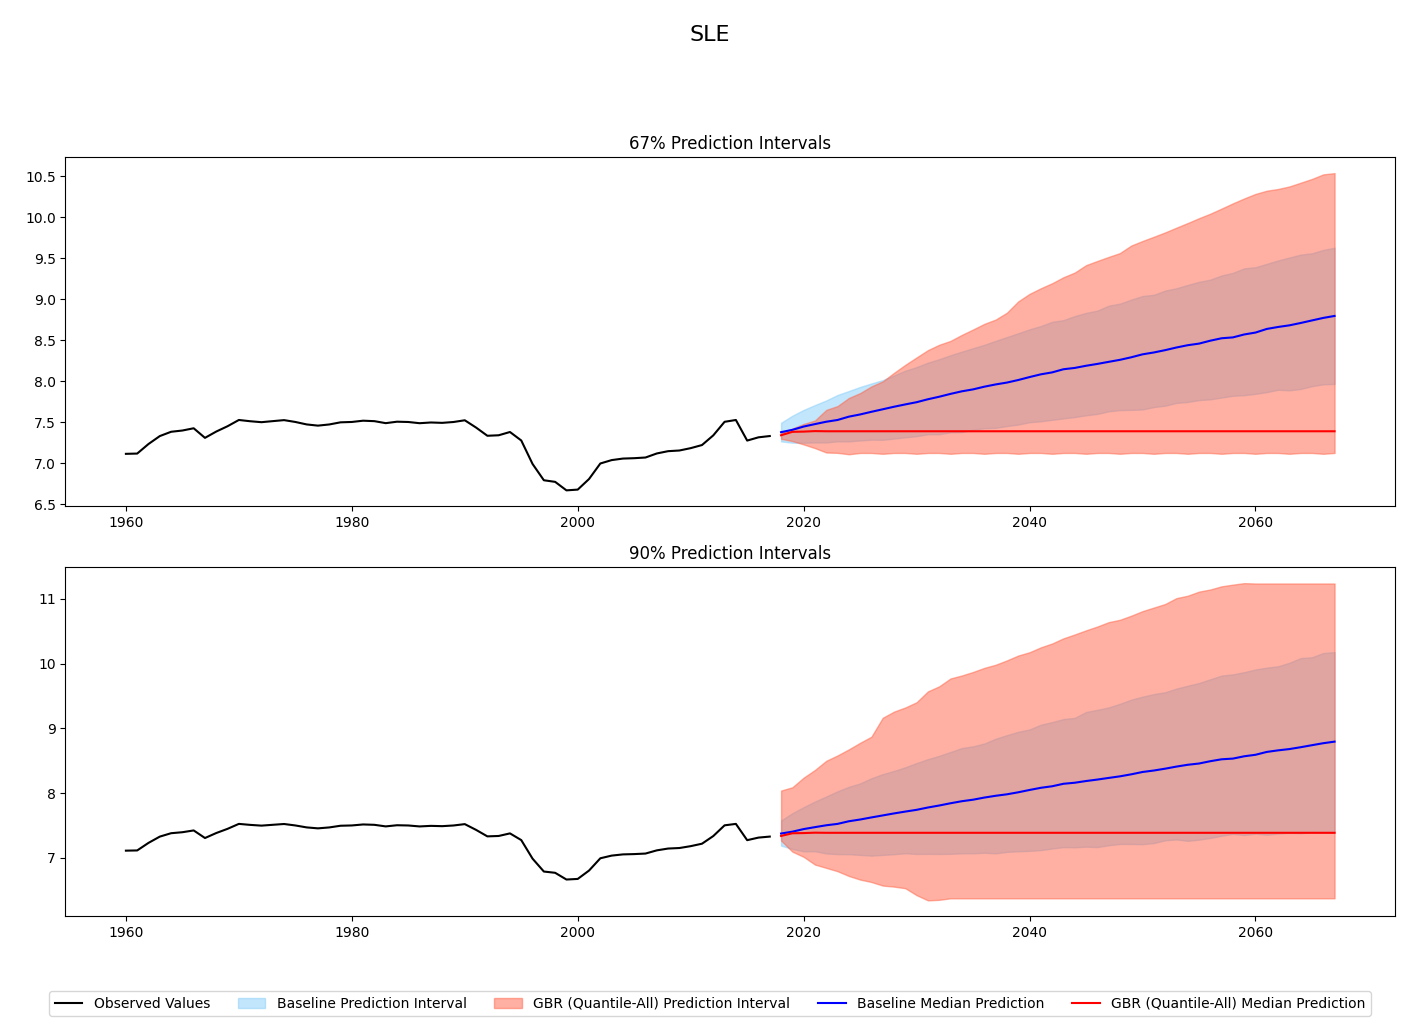 SLE
67% Prediction Intervals
10.5
10.0
9.5
9.0
8.5
8.0
7.5
7.0
6.5
1960 1980 2000 2020 2040 2060
90% Prediction Intervals
11
10
9
8
7
1960 1980 2000 2020 2040 2060
Observed Values Baseline Prediction Interval GBR (Quantile-All) Prediction Interval Baseline Median Prediction GBR (Quantile-All) Median Prediction